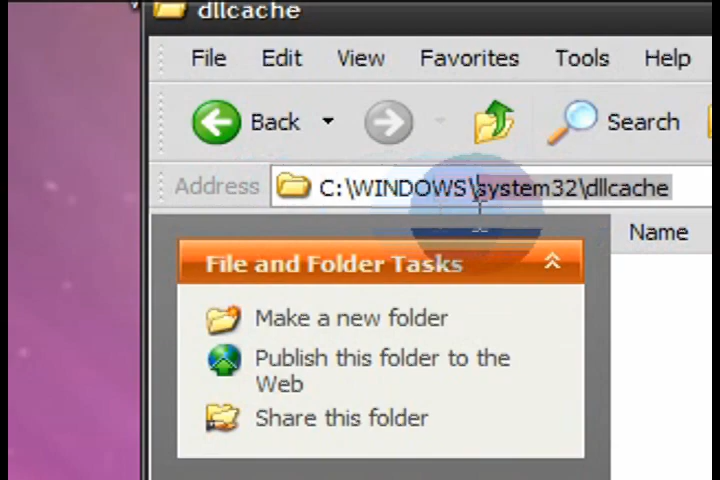 dllcache
File Edit View Favorites Tools Help
Back Search
Address C:\WINDOWS\system32\dllcache
Name
File and Folder Tasks
Make a new folder
Publish this folder to the
Web
Share this folder